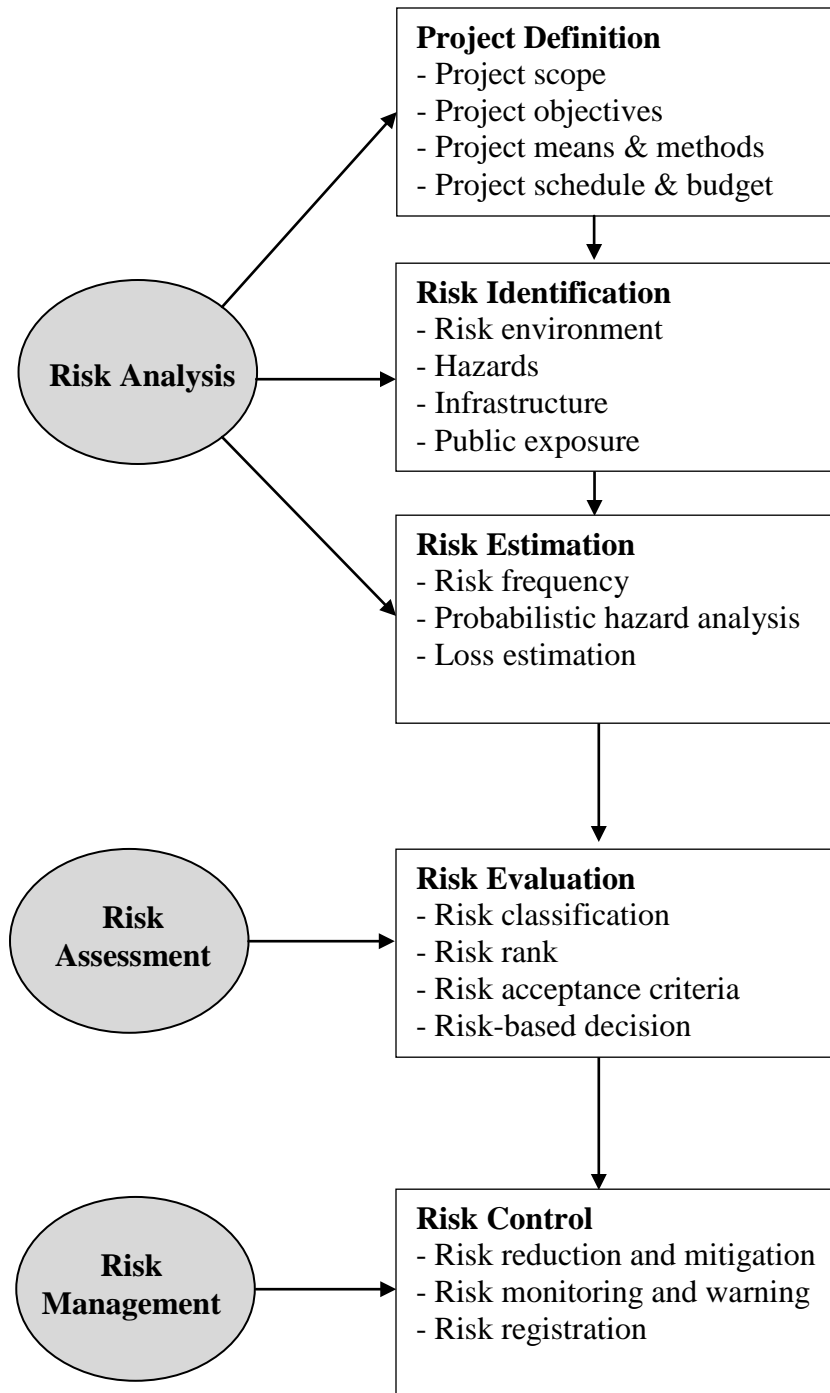 Project Definition
- Project scope
- Project objectives
- Project means & methods
- Project schedule & budget
Risk Identification
- Risk environment
- Hazards
- Infrastructure
- Public exposure
Risk Analysis
Risk Estimation
- Risk frequency
- Probabilistic hazard analysis
- Loss estimation
Risk Evaluation
- Risk classification
- Risk rank
- Risk acceptance criteria
- Risk-based decision
Risk
Assessment
Risk Control
- Risk reduction and mitigation
- Risk monitoring and warning
- Risk registration
Risk
Management